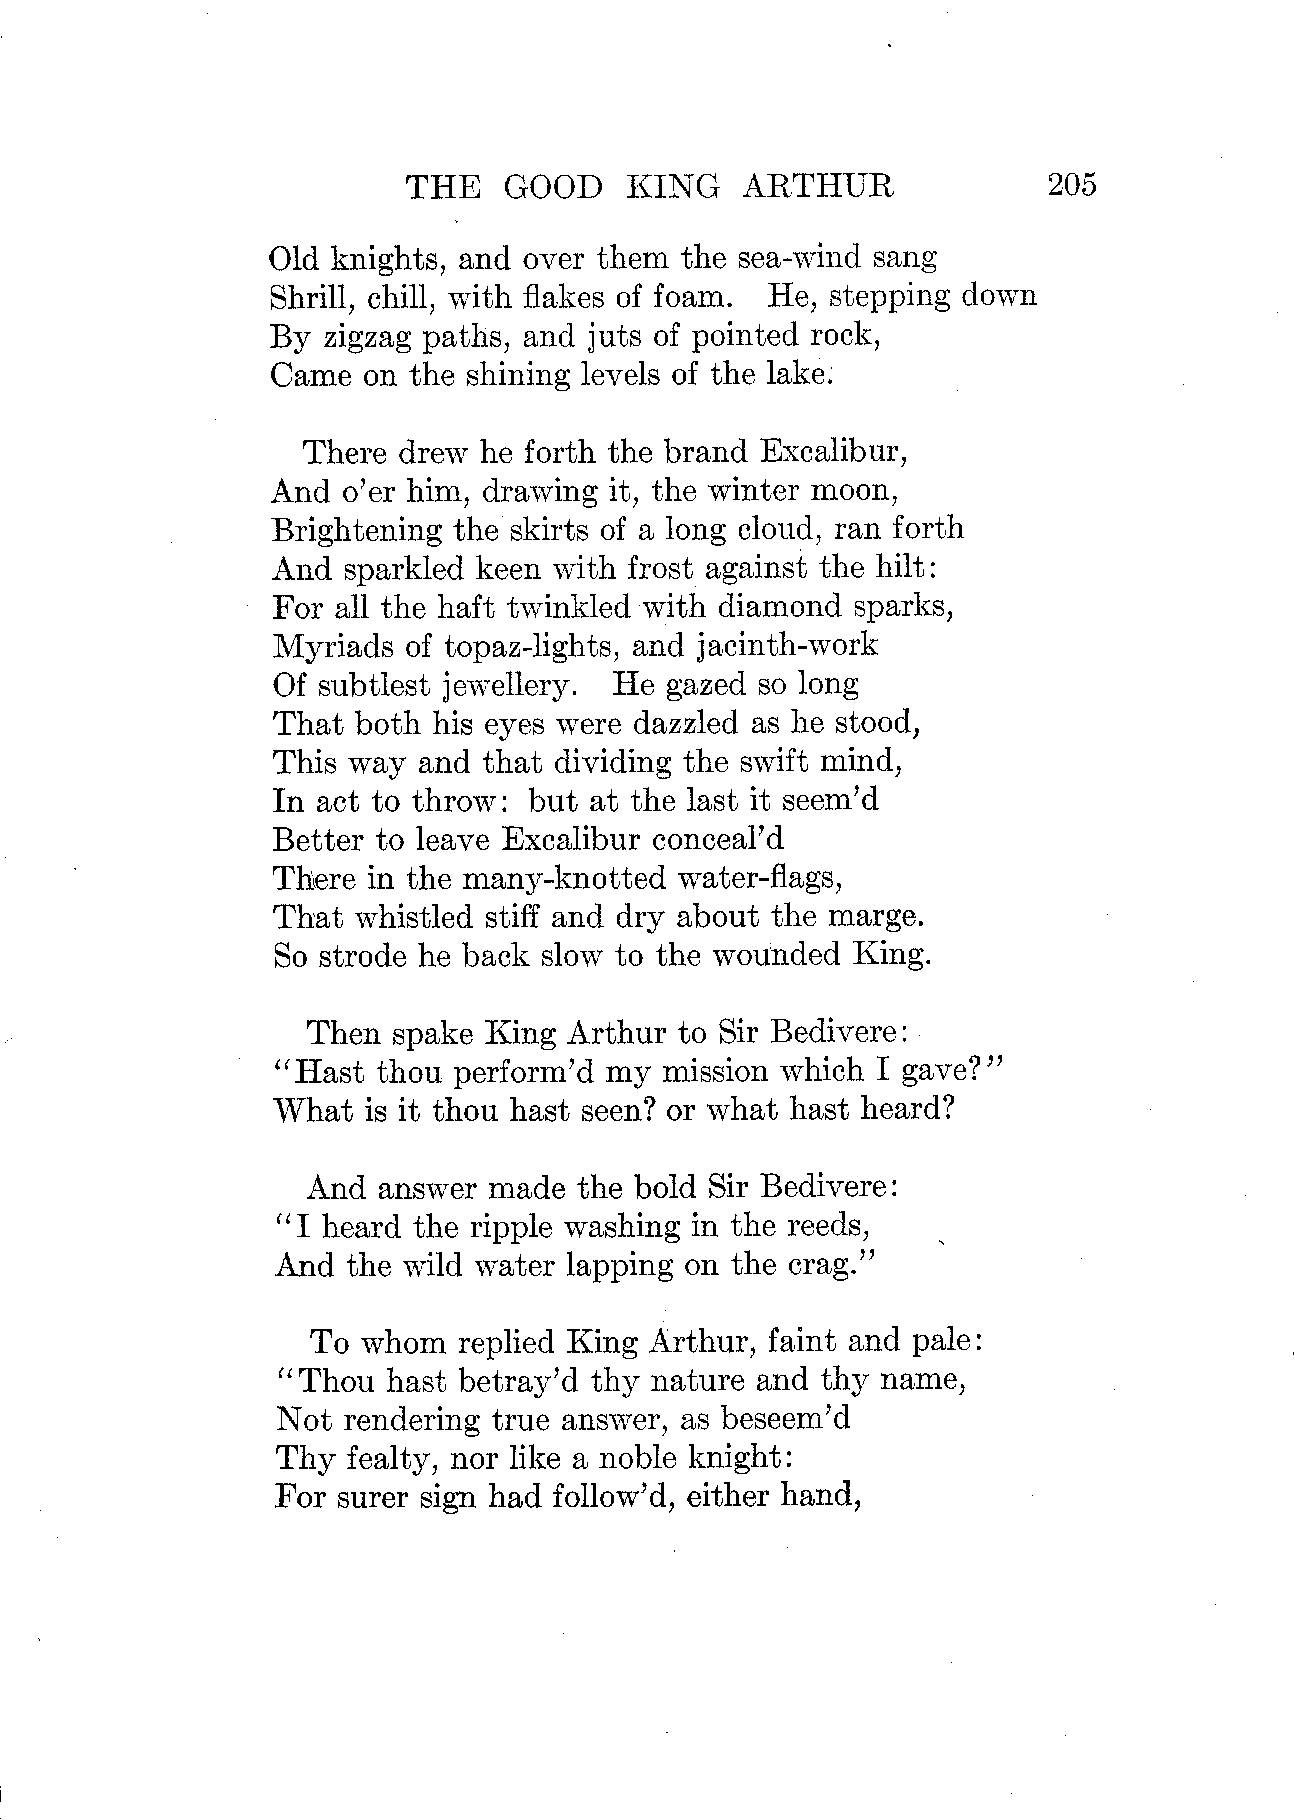 THE GOOD KING ARTHUR 205
Old knights, and over them the sea-wind sang
Shrill, chill, with flakes of foam. He, stepping down
By zigzag paths, and juts of pointed rock,
Came on the shining levels of the lake.
There drew he forth the brand Excalibur,
And o'er him, drawing it, the winter moon,
Brightening the skirts of a long cloud, ran forth
And sparkled keen with frost against the hilt:
For all the haft twinkled with diamond sparks,
Myriads of topaz-lights, and jacinth-work
Of subtlest jewellery. He gazed so long
That both his eyes were dazzled as he stood,
This way and that dividing the swift mind,
In act to throw: but at the last it seem'd
Better to leave Excalibur conceal'd
There in the many-knotted water-flags,
That whistled stiff and dry about the marge.
So strode he back slow to the wounded King.
Then spake King Arthur to Sir Bedivere:
"Hast thou perform'd my mission which I gave?"
What is it thou hast seen? or what hast heard?
And answer made the bold Sir Bedivere:
"I heard the ripple washing in the reeds,
And the wild water lapping on the crag."
To whom replied King Arthur, faint and pale:
"Thou hast betray'd thy nature and thy name,
Not rendering true answer, as beseem'd
Thy fealty, nor like a noble knight:
For surer sign had follow'd, either hand,